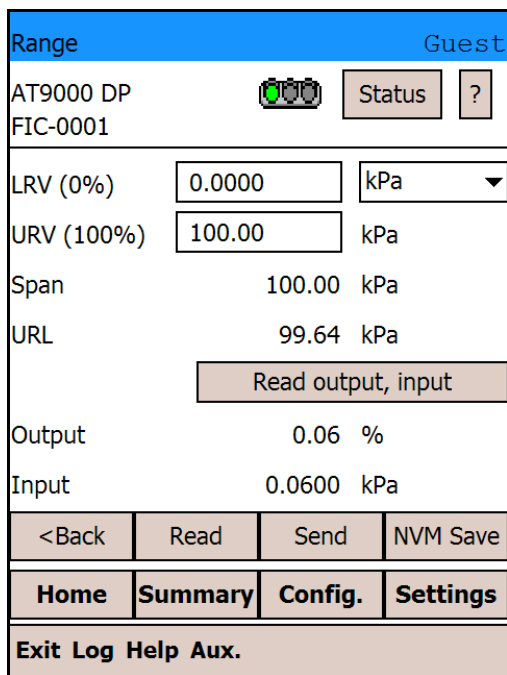 Range Guest
AT9000 DP Status ?
FIC-0001
LRV (0%) 0.0000 kPa
URV (100%) 100.00 kPa
Span 100.00 kPa
URL 99.64 kPa
Read output, input
Output 0.06 %
Input 0.0600 kPa
<Back Read Send NVM Save
Home Summary Config. Settings
Exit Log Help Aux.